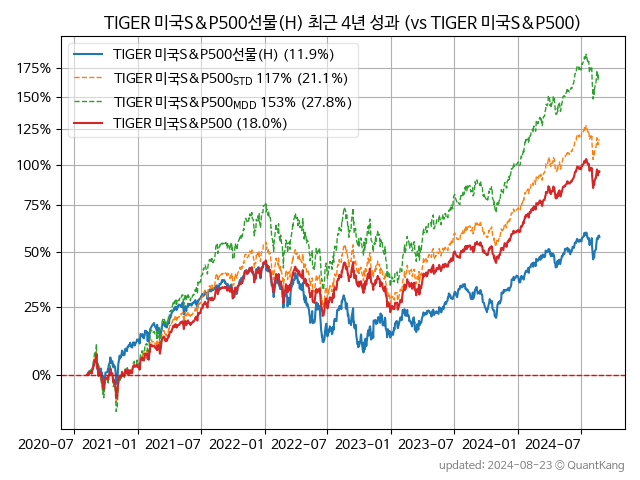 TIGER 미국S&P500선물(H) 최근 4년 성과 (vs TIGER 미국S&P500)
TIGER 미국S&P500선물(H) (11.9%)
TIGER 미국S&P500STD 117% (21.1%)
TIGER 미국S&P500MDD 153% (27.8%)
TIGER 미국S&P500 (18.0%)
175%
150%
125%
100%
75%
50%
25%
0%
2020-07 2021-01 2021-07 2022-01 2022-07 2023-01 2023-07 2024-01 2024-07
updated: 2024-08-23 © QuantKang